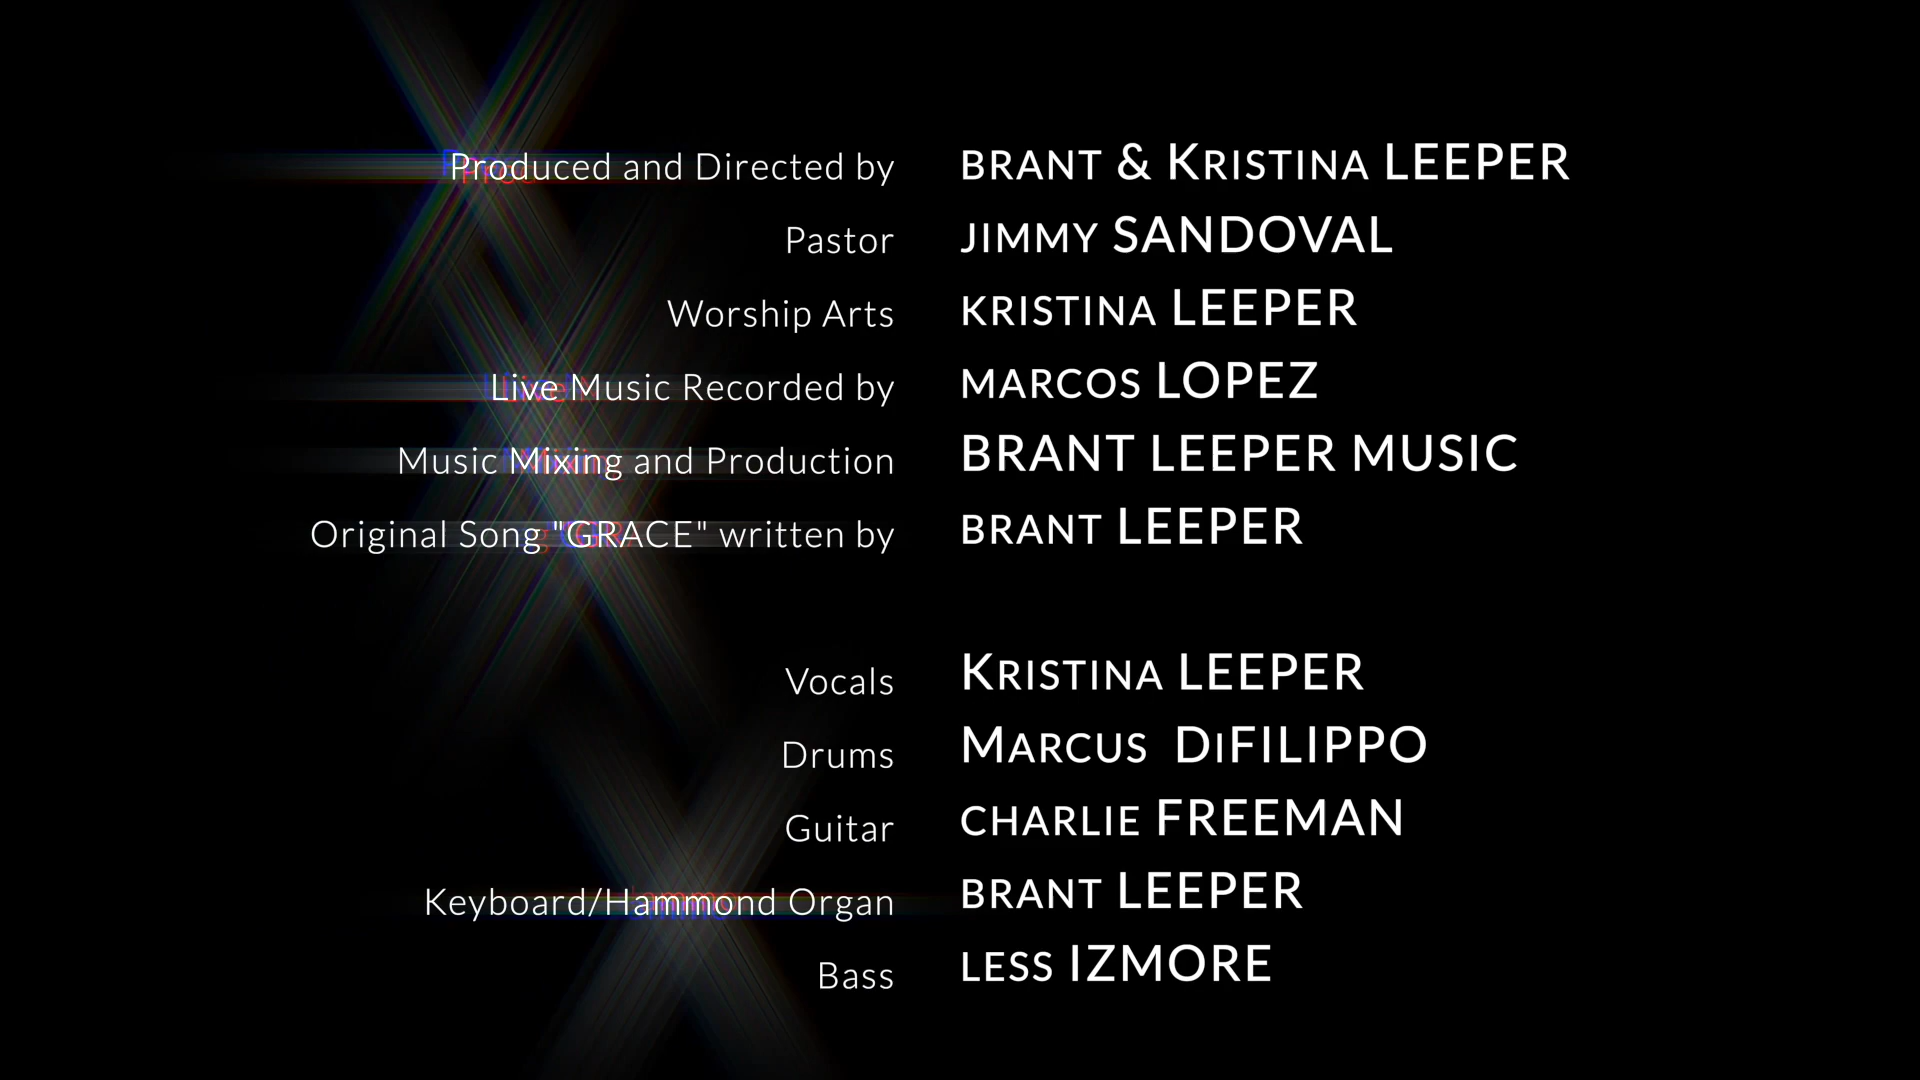 Produced and Directed by BRANT & KRISTINA LEEPER
Pastor JIMMY SANDOVAL
Worship Arts KRISTINA LEEPER
Live Music Recorded by MARCOS LOPEZ
Music Mixing and Production BRANT LEEPER MUSIC
Original Song "GRACE" written by BRANT LEEPER
Vocals KRISTINA LEEPER
Drums MARCUS DiFILIPPO
Guitar CHARLIE FREEMAN
Keyboard/Hammond Organ BRANT LEEPER
Bass LESS IZMORE